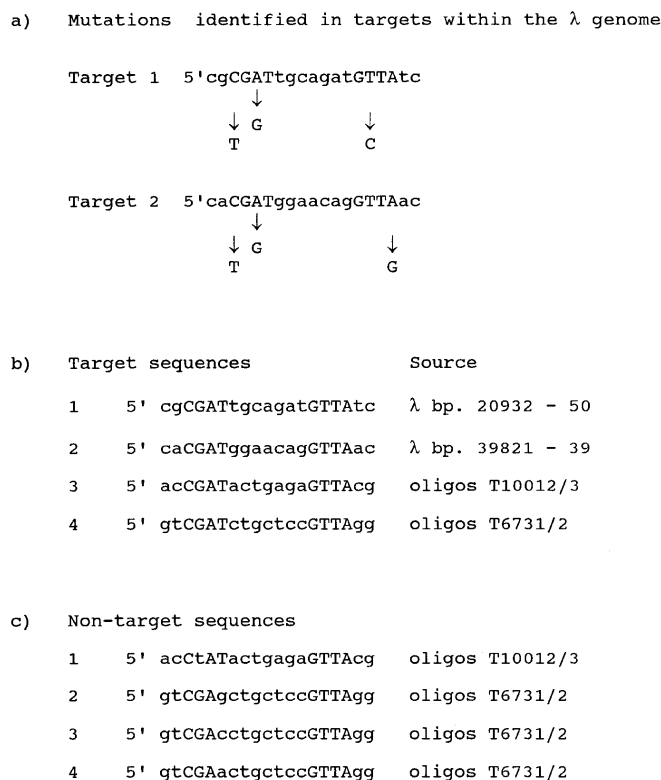 a) Mutations identified in targets within the λ genome
Target 1 5'cgCGATtgcagatGTTAtc
↓
↓ G ↓
T C
Target 2 5'caCGATggaacagGTTAac
↓
↓ G ↓
T G
b) Target sequences Source
1 5' cgCGATtgcagatGTTAtc λ bp. 20932 - 50
2 5' caCGATggaacagGTTAac λ bp. 39821 - 39
3 5' acCGATactgagaGTTAcg oligos T10012/3
4 5' gtCGATctgctccGTTAgg oligos T6731/2
c) Non-target sequences
1 5' acCtATactgagaGTTAcg oligos T10012/3
2 5' gtCGAgctgctccGTTAgg oligos T6731/2
3 5' gtCGAcctgctccGTTAgg oligos T6731/2
4 5' gtCGAactgctccGTTAgg oligos T6731/2